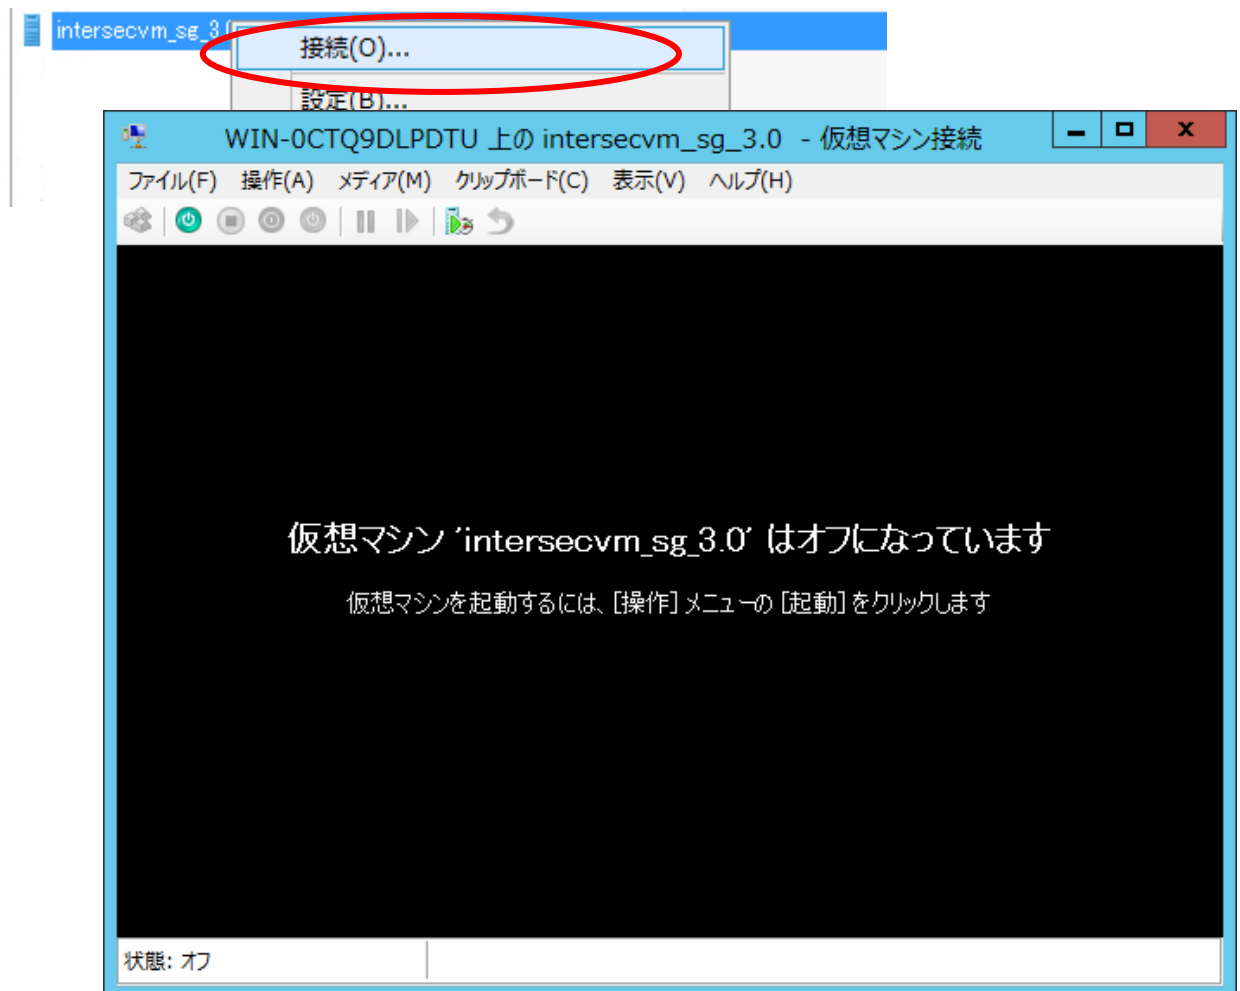 intersecvm_sg_3.0
接続(O)...
設定(B)...
WIN-0CTQ9DLPDTU 上の intersecvm_sg_3.0 - 仮想マシン接続
ファイル(F) 操作(A) メディア(M) クリップボード(C) 表示(V) ヘルプ(H)
仮想マシン 'intersecvm_sg_3.0' はオフになっています
仮想マシンを起動するには、[操作] メニューの [起動] をクリックします
状態: オフ